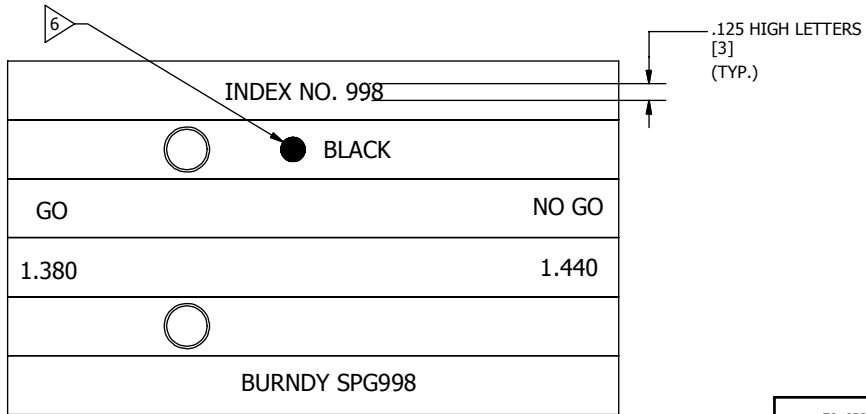 6
.125 HIGH LETTERS
[3]
(TYP.)
INDEX NO. 998
BLACK
GO NO GO
1.380 1.440
BURNDY SPG998